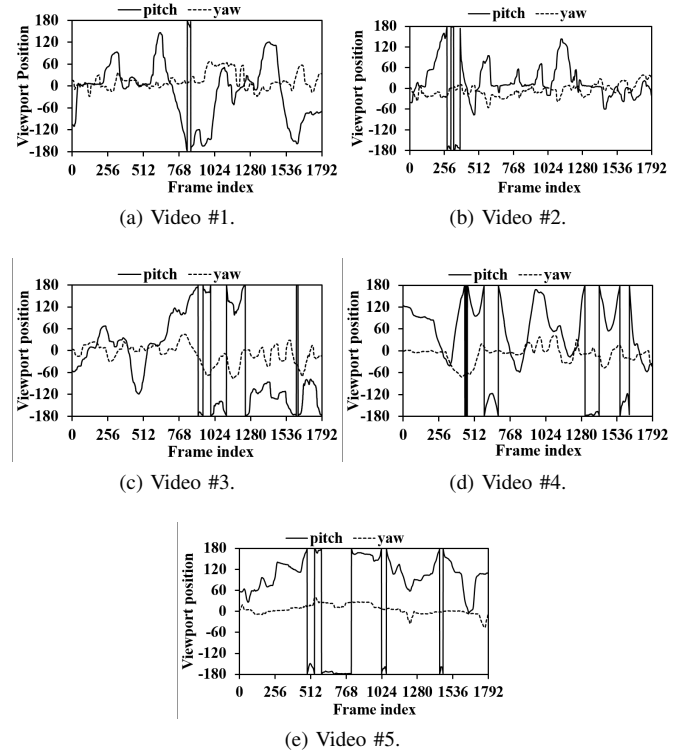 pitch yaw
Viewport Position
180
120
60
0
-60
-120
-180
0 256 512 768 1024 1280 1536 1792
Frame index
(a) Video #1.
pitch yaw
Viewport position
180
120
60
0
-60
-120
-180
0 256 512 768 1024 1280 1536 1792
Frame index
(b) Video #2.
pitch yaw
Viewport position
180
120
60
0
-60
-120
-180
0 256 512 768 1024 1280 1536 1792
Frame index
(c) Video #3.
pitch yaw
Viewport position
180
120
60
0
-60
-120
-180
0 256 512 768 1024 1280 1536 1792
Frame index
(d) Video #4.
pitch yaw
Viewport position
180
120
60
0
-60
-120
-180
0 256 512 768 1024 1280 1536 1792
Frame index
(e) Video #5.